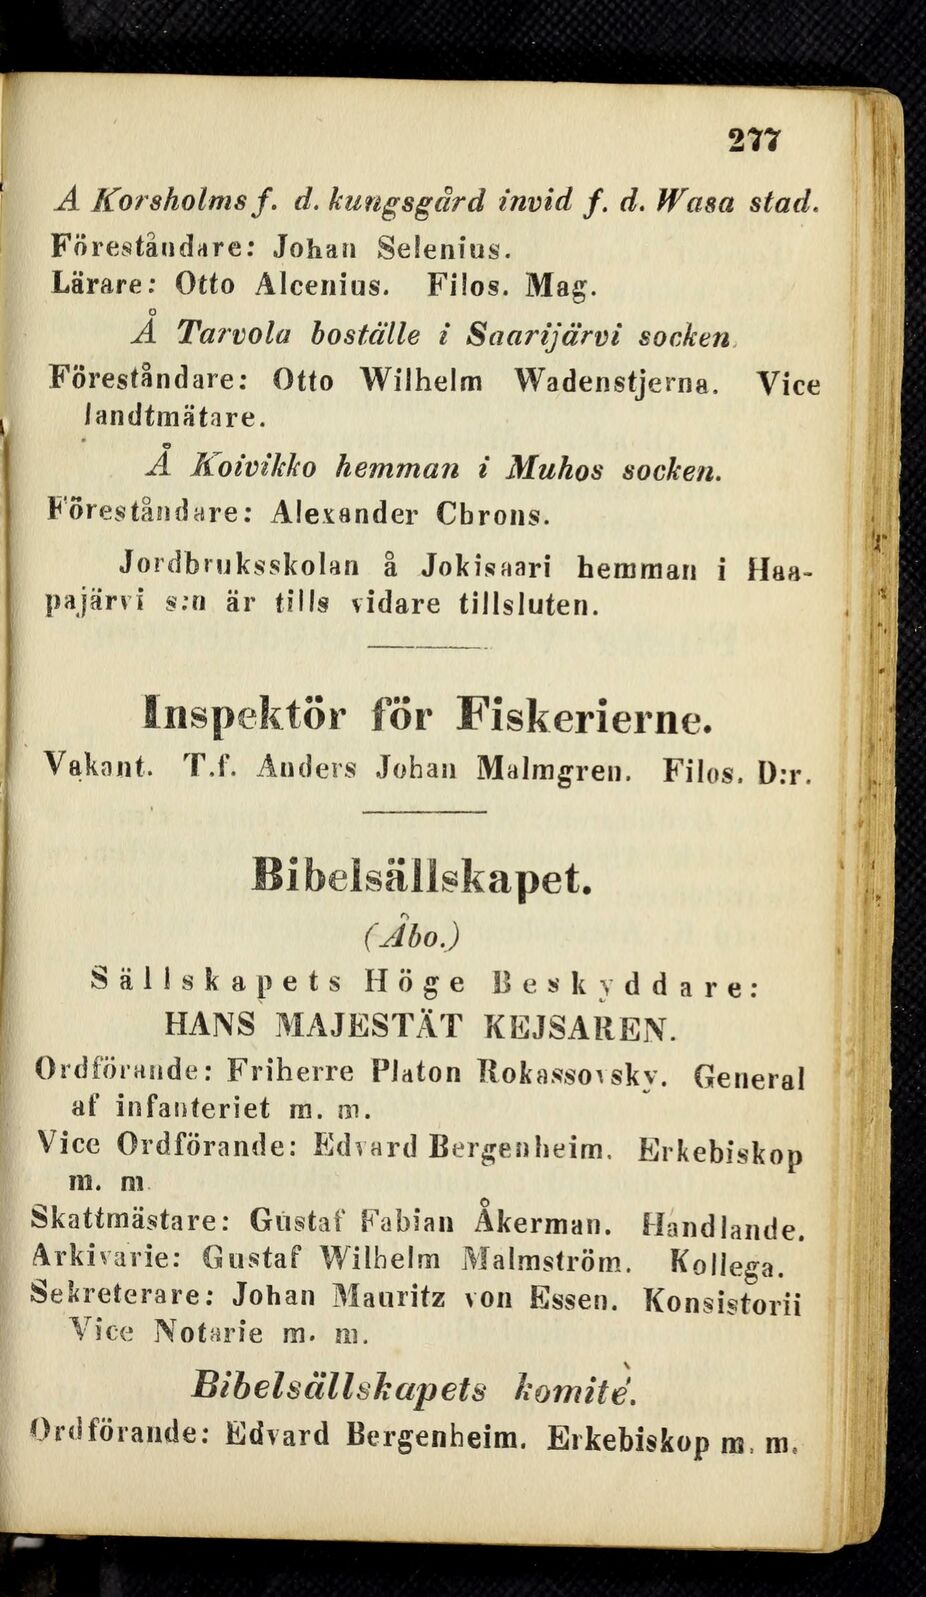 277
Å Korsholms f. d. kungsgård invid f. d. Wasa stad.
Föreståndare: Johan Selenius.
Lärare: Otto Alcenius. Filos. Mag.
Å Tarvola boställe i Saarijärvi socken.
Föreståndare: Otto Wilhelm Wadenstjerna. Vice
landtmätare.
Å Koivikko hemman i Muhos socken.
Föreståndare: Alexander Chrons.
Jordbruksskolan å Jokisaari hemman i Haa-
pajärvi s:n är tills vidare tillsluten.
Inspektör för Fiskerierne.
Vakant. T.f. Anders Johan Malmgren. Filos. D:r.
Bibelsällskapet.
(Åbo.)
Sällskapets Höge Beskyddare:
HANS MAJESTÄT KEJSAREN.
Ordförande: Friherre Platon Rokassovsky. General
af infanteriet m. m.
Vice Ordförande: Edvard Bergenheim. Erkebiskop
m. m
Skattmästare: Gustaf Fabian Åkerman. Handlande.
Arkivarie: Gustaf Wilhelm Malmström. Kollega.
Sekreterare: Johan Mauritz von Essen. Konsistorii
Vice Notarie m. m.
Bibelsällskapets komité.
Ordförande: Edvard Bergenheim. Erkebiskop m. m.